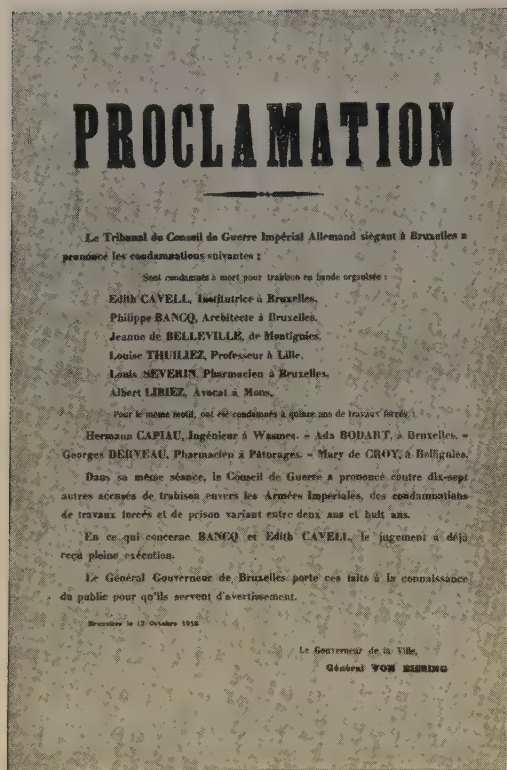 PROCLAMATION
Le Tribunal du Conseil de Guerre Impérial Allemand siégeant à Bruxelles a
prononcé les condamnations suivantes :
Sont condamnés à mort pour trahison en bande organisée :
Edith CAVELL, Institutrice à Bruxelles.
Philippe BANCQ, Architecte à Bruxelles.
Jeanne de BELLEVILLE, de Montignies.
Louise THUILIEZ, Professeur à Lille.
Louis SEVERIN, Pharmacien à Bruxelles.
Albert LIBIEZ, Avocat à Mons.
Pour le même motif, ont été condamnés à quinze ans de travaux forcés :
Hermann CAPIAU, Ingénieur à Wasmes. - Ada BODART, à Bruxelles. -
Georges DERVEAU, Pharmacien à Pâturages. - Mary de CROY, à Bellignies.
Dans sa même séance, le Conseil de Guerre a prononcé contre dix-sept
autres accusés de trahison envers les Armées Impériales, des condamnations
de travaux forcés et de prison variant entre deux ans et huit ans.
En ce qui concerne BANCQ et Edith CAVELL, le jugement a déjà
reçu pleine exécution.
Le Général Gouverneur de Bruxelles porte ces faits à la connaissance
du public pour qu'ils servent d'avertissement.
Bruxelles le 12 Octobre 1915
Le Gouverneur de la Ville,
Général VON BISSING